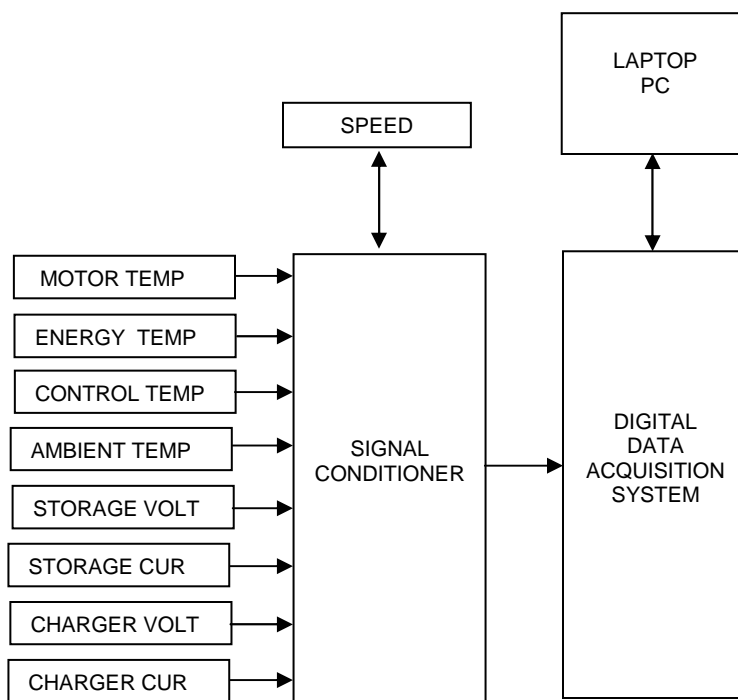 LAPTOP
PC
SPEED
MOTOR TEMP
ENERGY TEMP
CONTROL TEMP
AMBIENT TEMP
STORAGE VOLT
STORAGE CUR
CHARGER VOLT
CHARGER CUR
SIGNAL
CONDITIONER
DIGITAL
DATA
ACQUISITION
SYSTEM